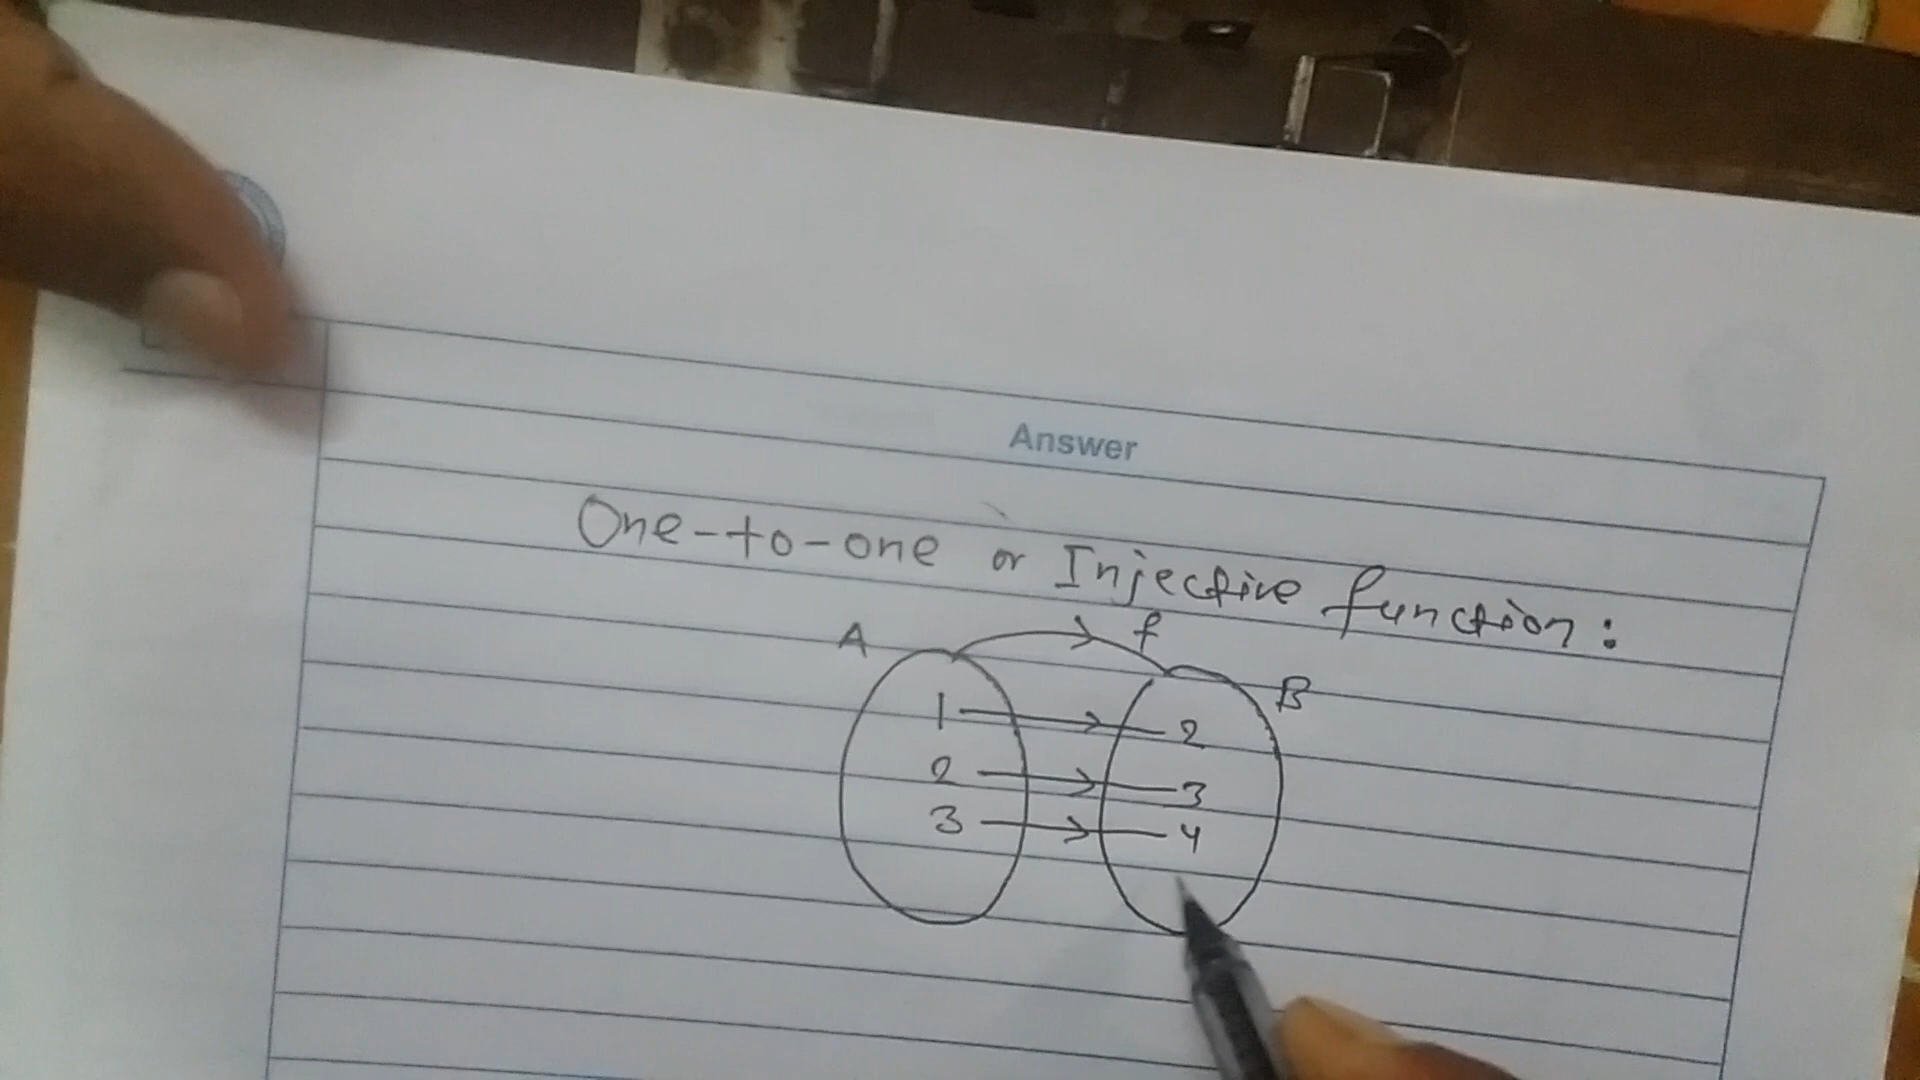 Answer
One-to-one or Injective function:
A f B
1 2
2 3
3 4